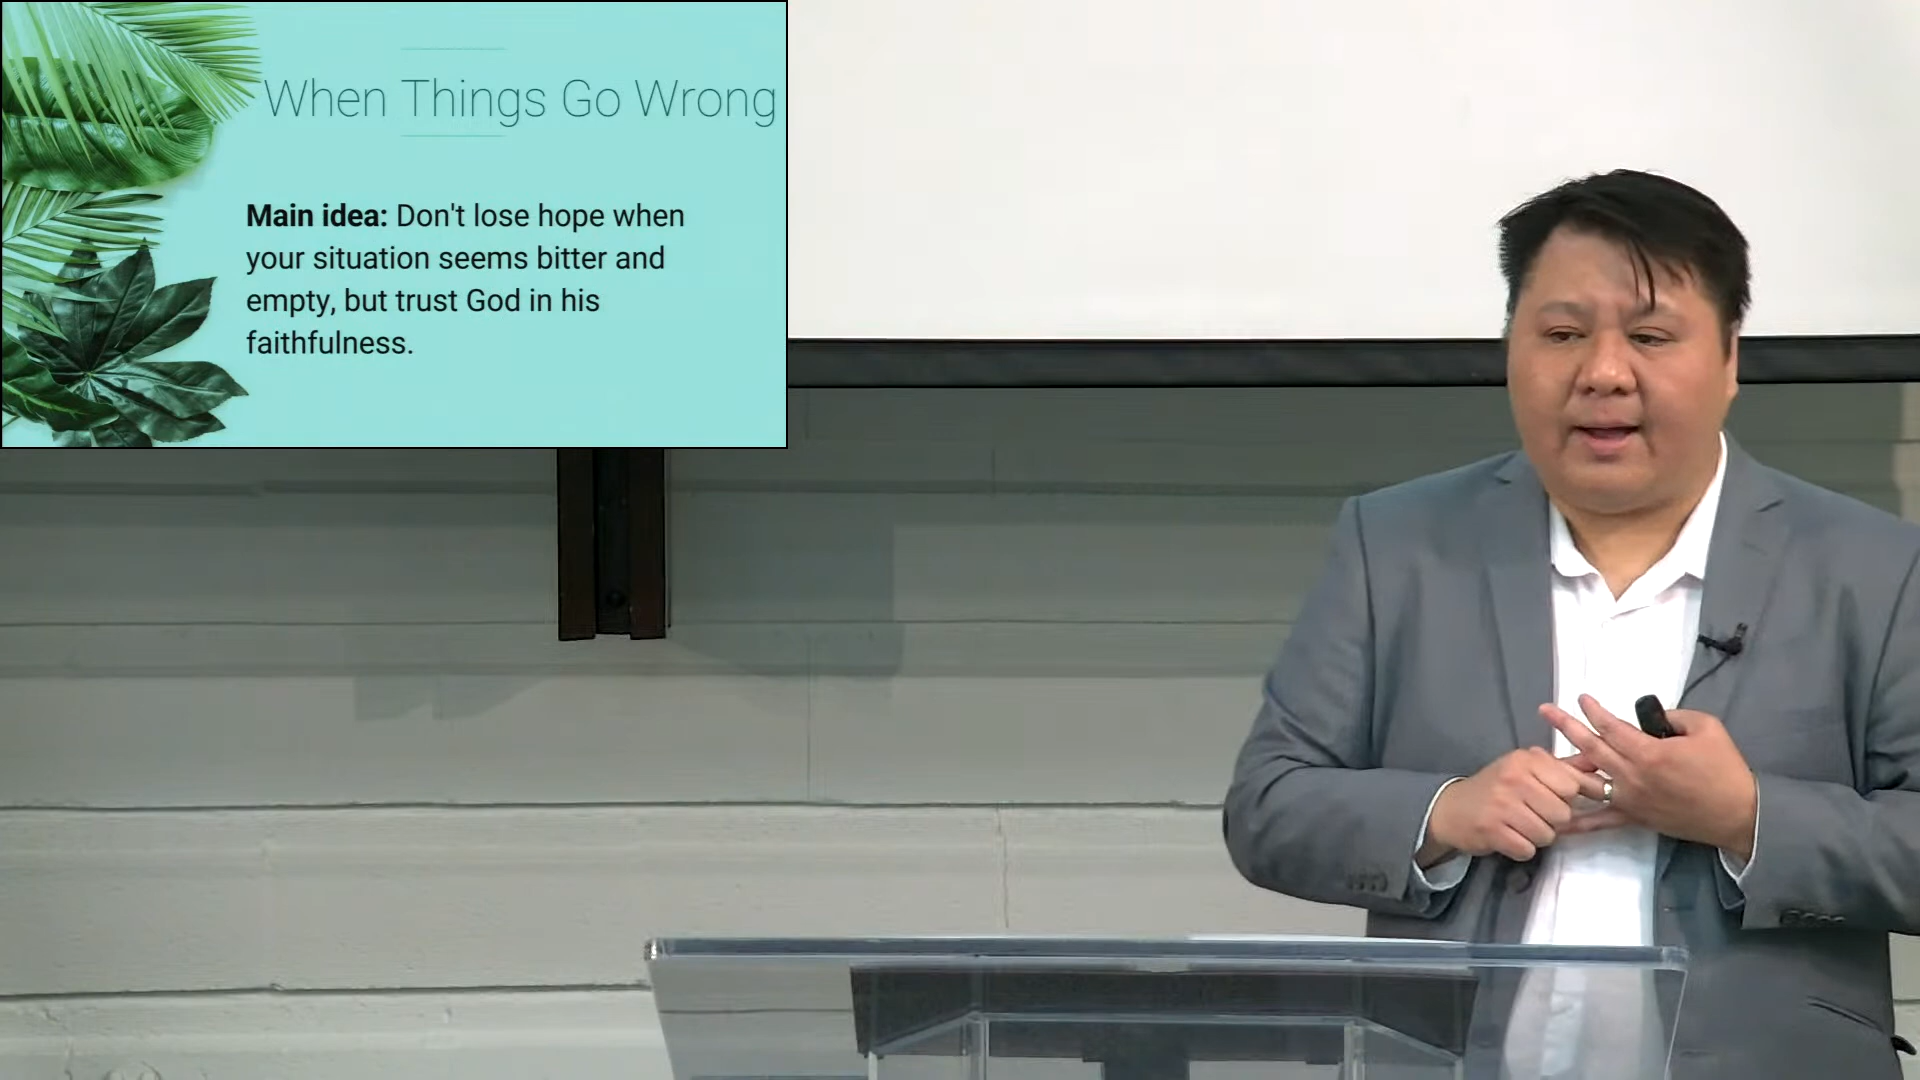 When Things Go Wrong
Main idea: Don't lose hope when
your situation seems bitter and
empty, but trust God in his
faithfulness.